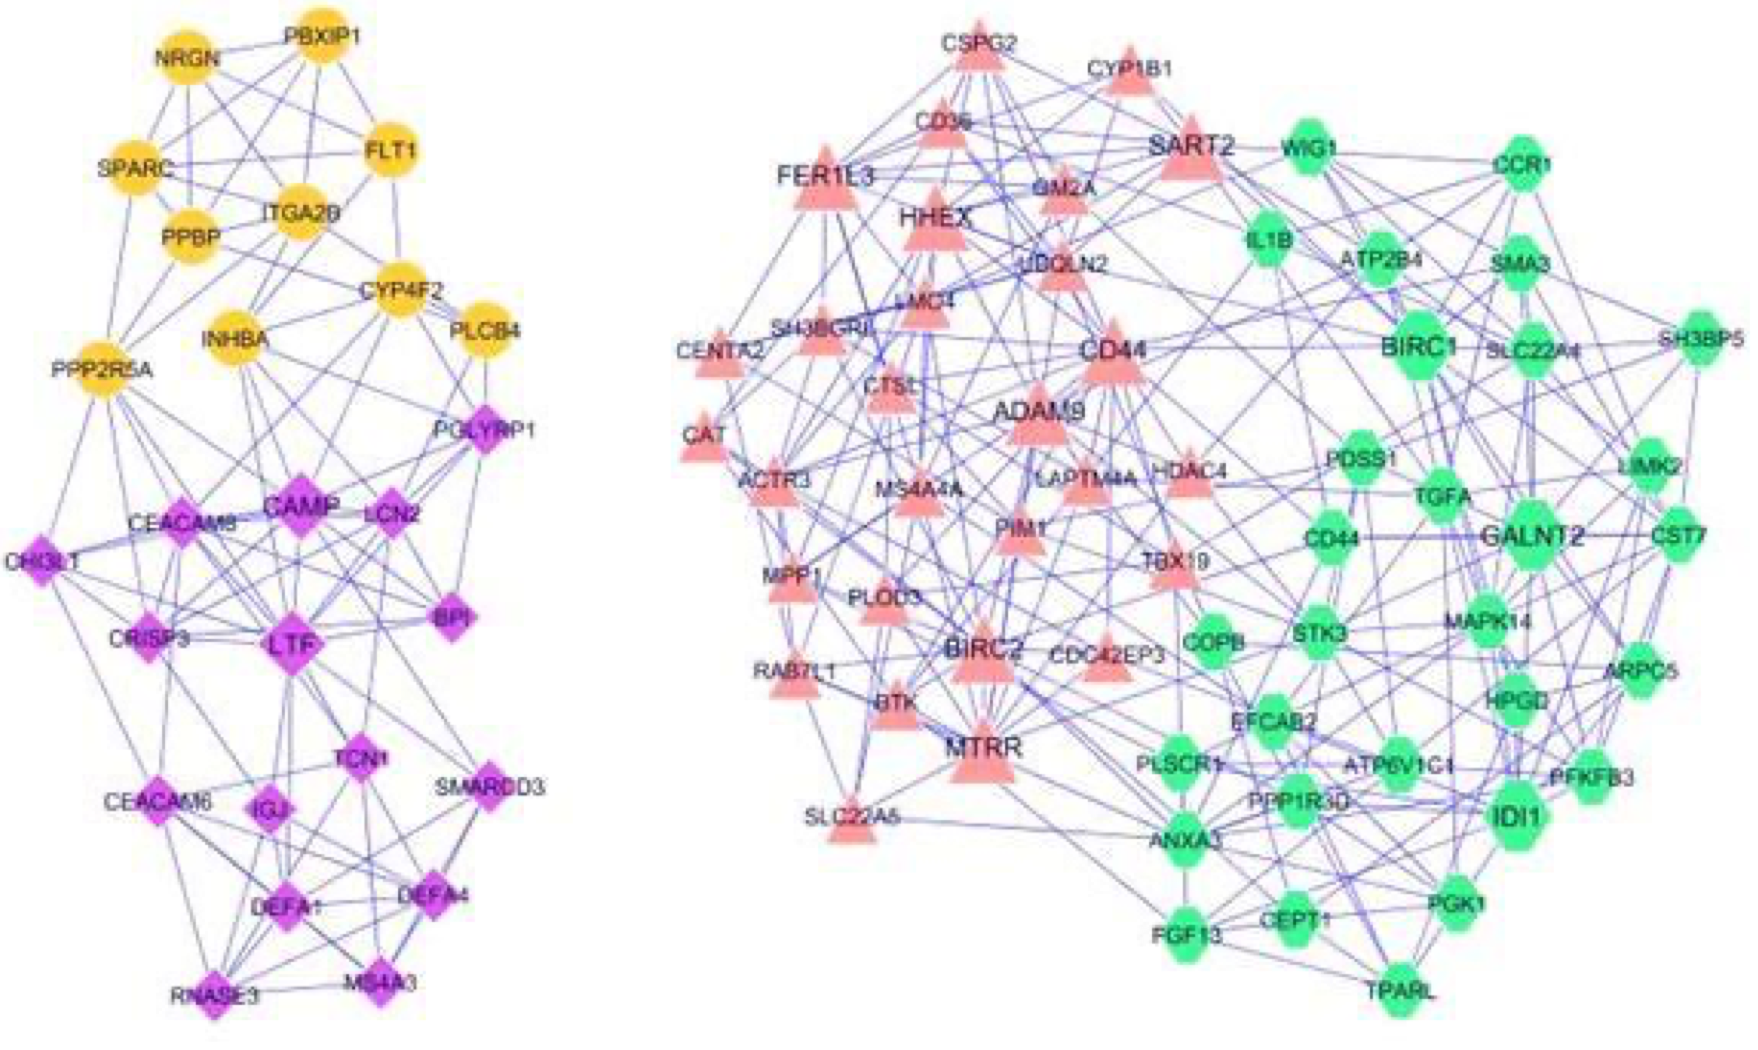 PBXIP1
NRGN
FLT1
SPARC
ITGA2B
PPBP
CYP4F2
PLCB4
INHBA
PPP2R5A
PGLYRP1
CAMP
LCN2
CEACAM8
CHI3L1
BPI
CRISP3
LTF
TCN1
SMARCD3
CEACAM6
IGJ
DEFA4
DEFA1
MS4A3
RNASE3
CSPG2
CYP1B1
CD36
SART2
FER1L3
GM2A
HHEX
UBQLN2
LMO4
SH3BGRL
CENTA2
CD44
CTSL
ADAM9
CAT
ACTR3
MS4A4A
LAPTM4A
HDAC4
PIM1
TBX19
MPP1
PLOD3
BIRC2
CDC42EP3
RAB7L1
BTK
MTRR
SLC22A5
WIG1
CCR1
IL1B
ATP2B4
SMA3
BIRC1
SLC22A4
SH3BP5
PDSS1
LIMK2
TGFA
CD44
GALNT2
CST7
MAPK14
STK3
COPB
ARPC5
HPGD
EFCAB2
PLSCR1
ATP6V1C1
PFKFB3
PPP1R3D
IDI1
ANXA3
PGK1
CEPT1
FGF13
TPARL